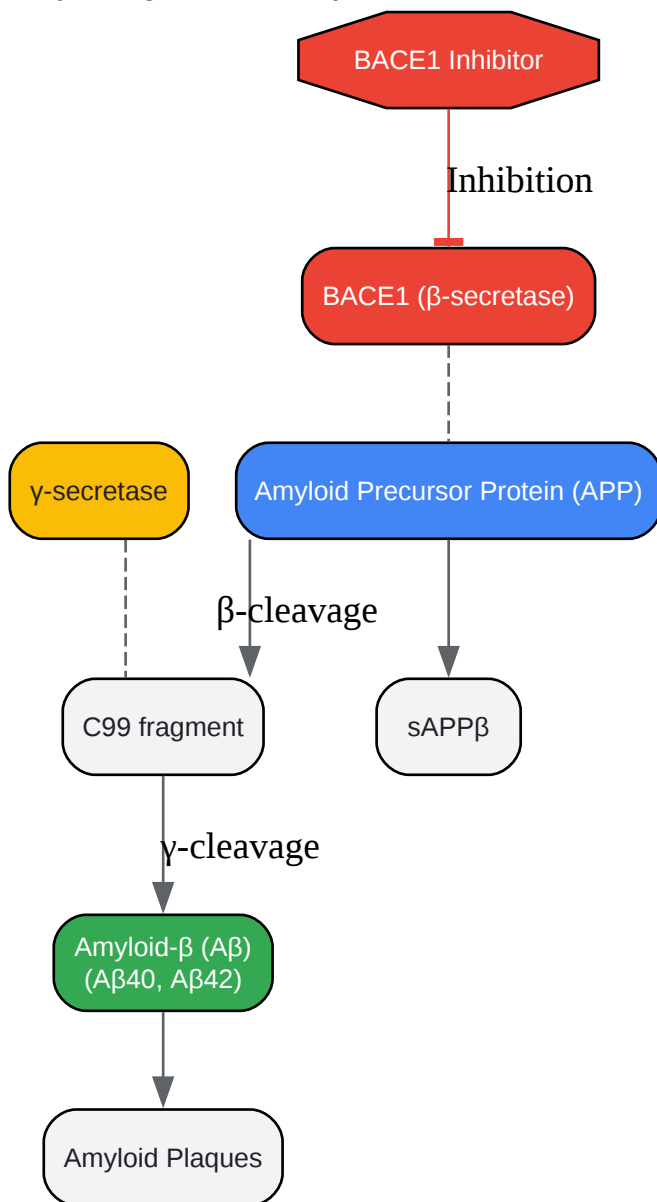 BACE1 Inhibitor
Inhibition
BACE1 (β-secretase)
γ-secretase
Amyloid Precursor Protein (APP)
β-cleavage
C99 fragment
sAPPβ
γ-cleavage
Amyloid-β (Aβ)
(Aβ40, Aβ42)
Amyloid Plaques